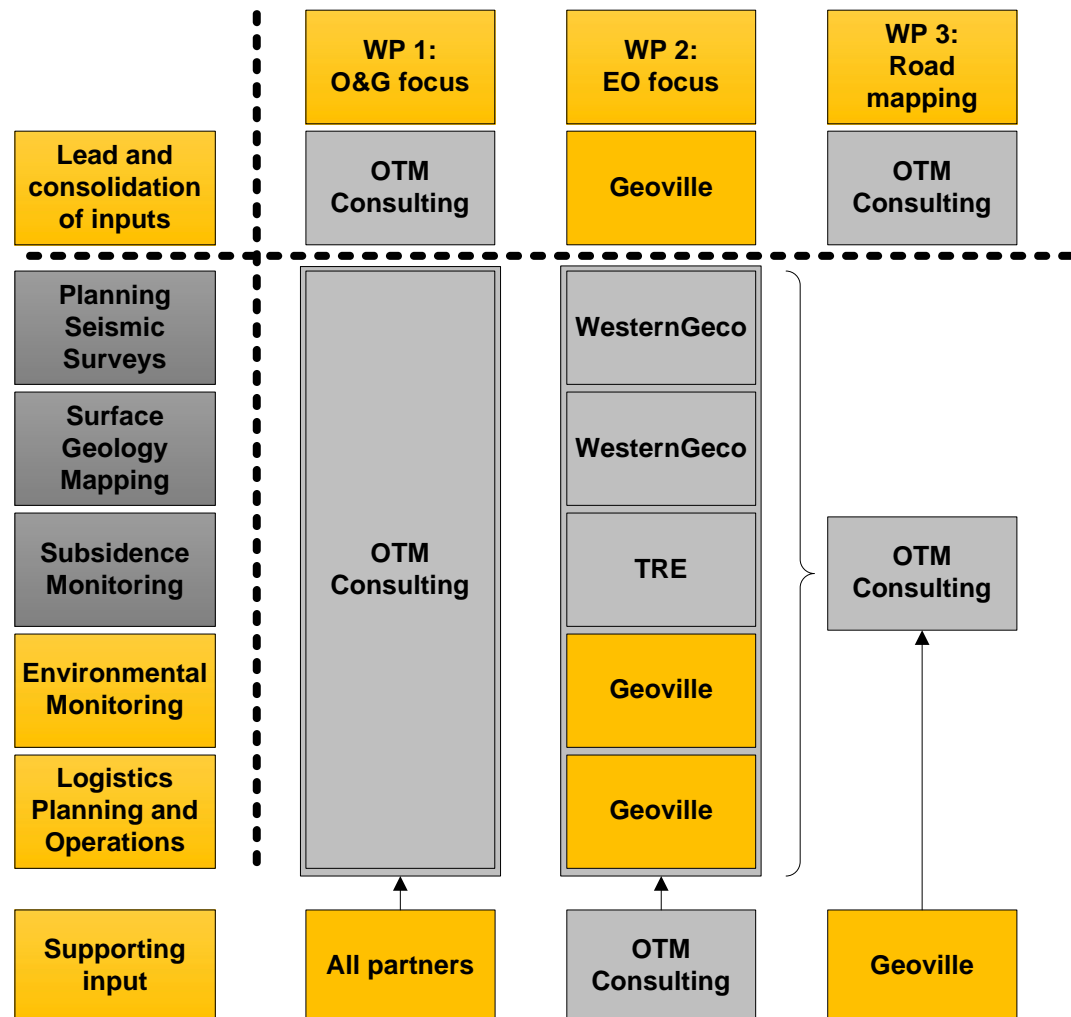 WP 1:
O&G focus
WP 2:
EO focus
WP 3:
Road
mapping
Lead and
consolidation
of inputs
OTM
Consulting
Geoville
OTM
Consulting
Planning
Seismic
Surveys
WesternGeco
Surface
Geology
Mapping
WesternGeco
Subsidence
Monitoring
OTM
Consulting
TRE
OTM
Consulting
Environmental
Monitoring
Geoville
Logistics
Planning and
Operations
Geoville
Supporting
input
All partners
OTM
Consulting
Geoville